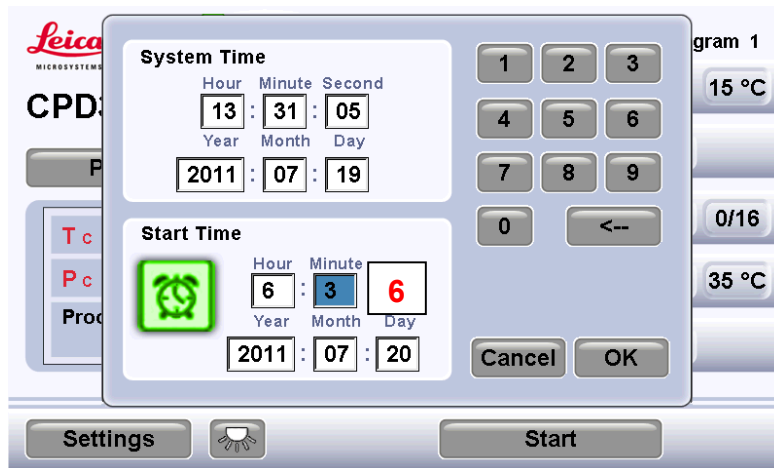 Leica
MICROSYSTEMS
gram 1
CPD
15 °C
P
0/16
T c
P c
35 °C
Proc
System Time
Hour Minute Second
13 : 31 : 05
Year Month Day
2011 : 07 : 19
Start Time
Hour Minute
6 : 3 6
Year Month Day
2011 : 07 : 20
1 2 3
4 5 6
7 8 9
0 <--
Cancel OK
Settings Start